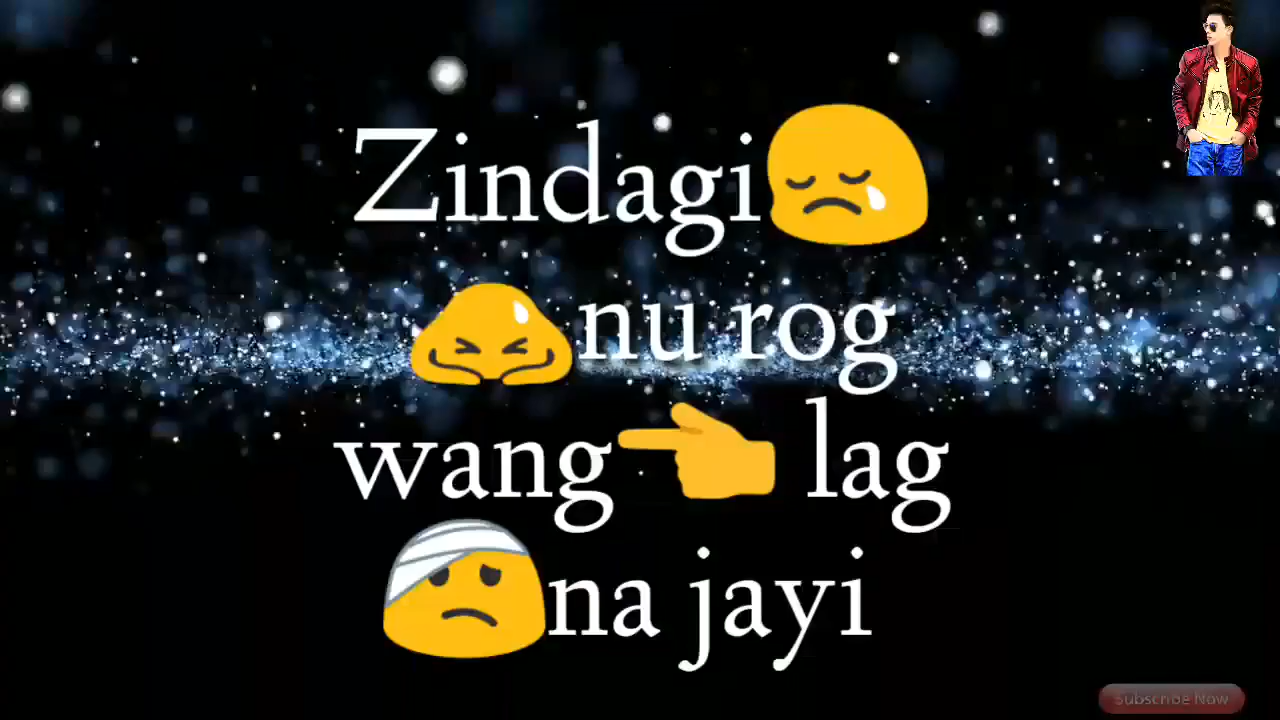 Zindagi😢
🙇nu rog
wang👈 lag
🤕na jayi
Subscribe Now